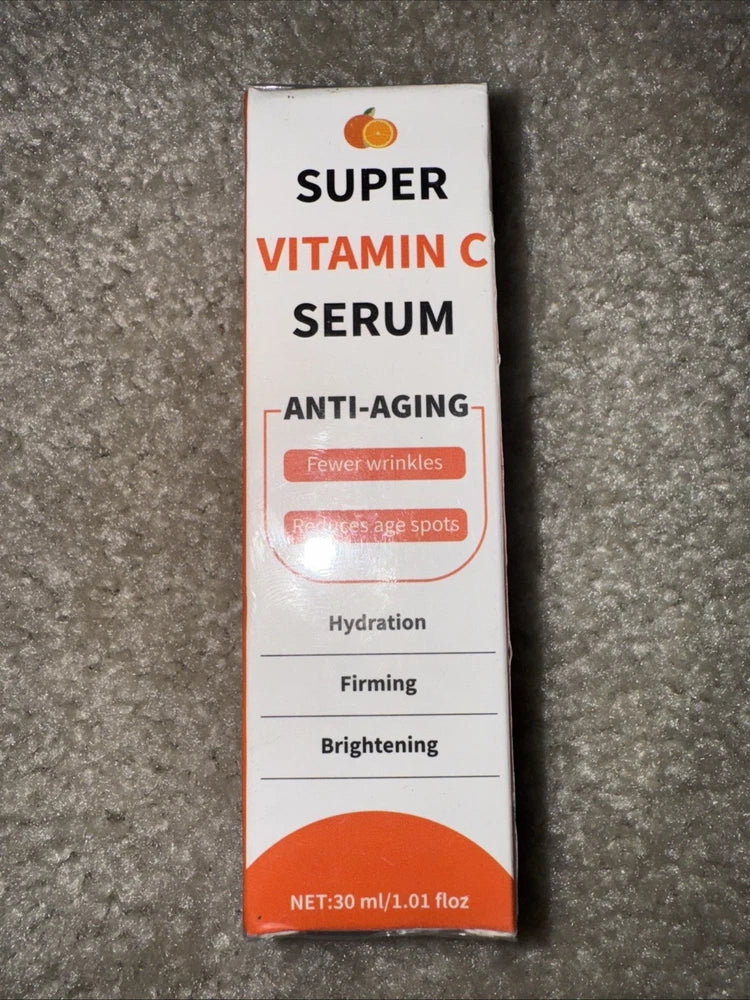 SUPER
VITAMIN C
SERUM
ANTI-AGING
Fewer wrinkles
Reduces age spots
Hydration
Firming
Brightening
NET:30 ml/1.01 floz